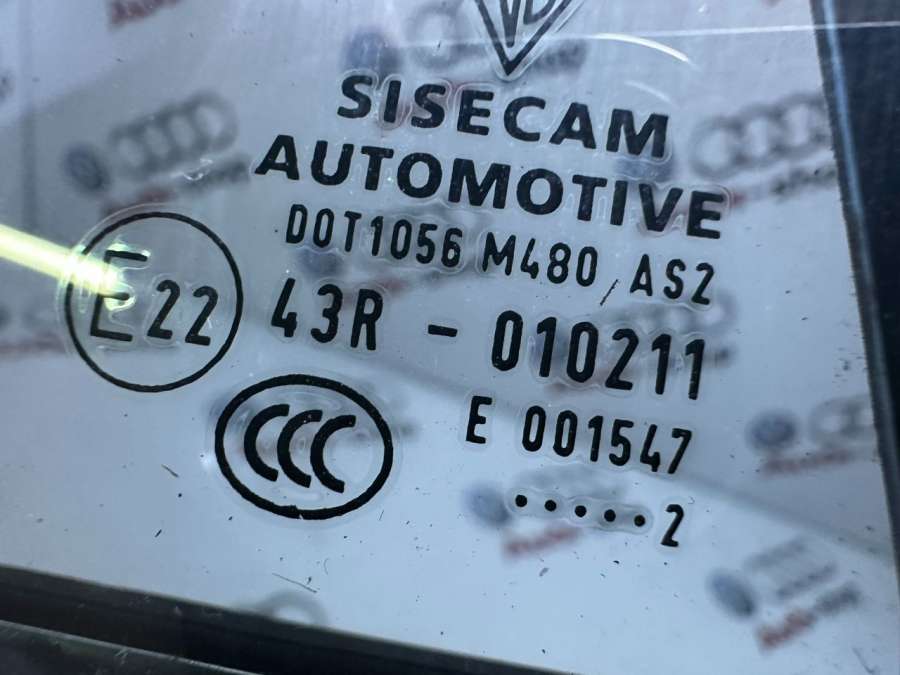 SISECAM
AUTOMOTIVE
DOT1056 M480 AS2
E22 43R - 010211
CCC E 001547
•••••2